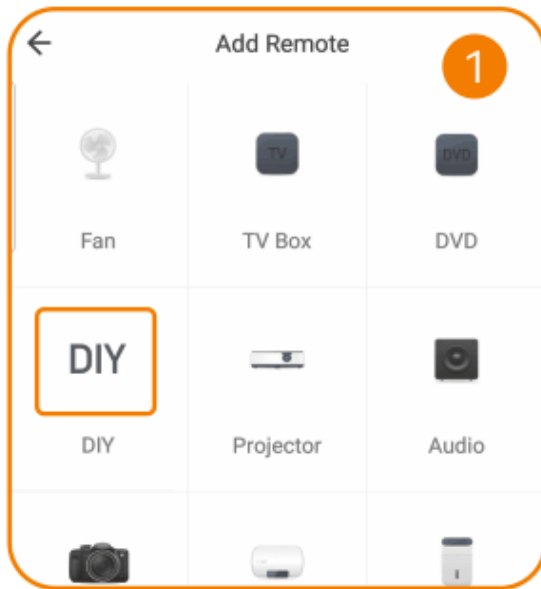 Add Remote
1
TV
DVD
Fan
TV Box
DVD
DIY
DIY
Projector
Audio